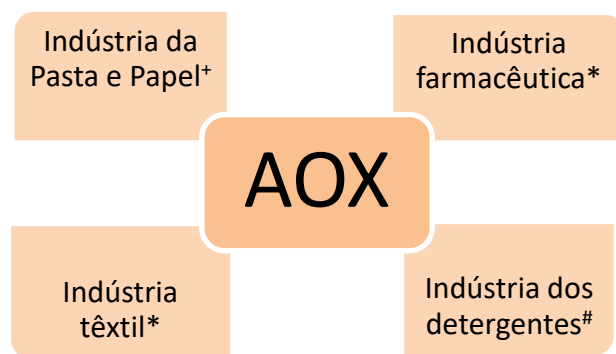 Indústria da
Pasta e Papel⁺
Indústria
farmacêutica*
AOX
Indústria
têxtil*
Indústria dos
detergentes#